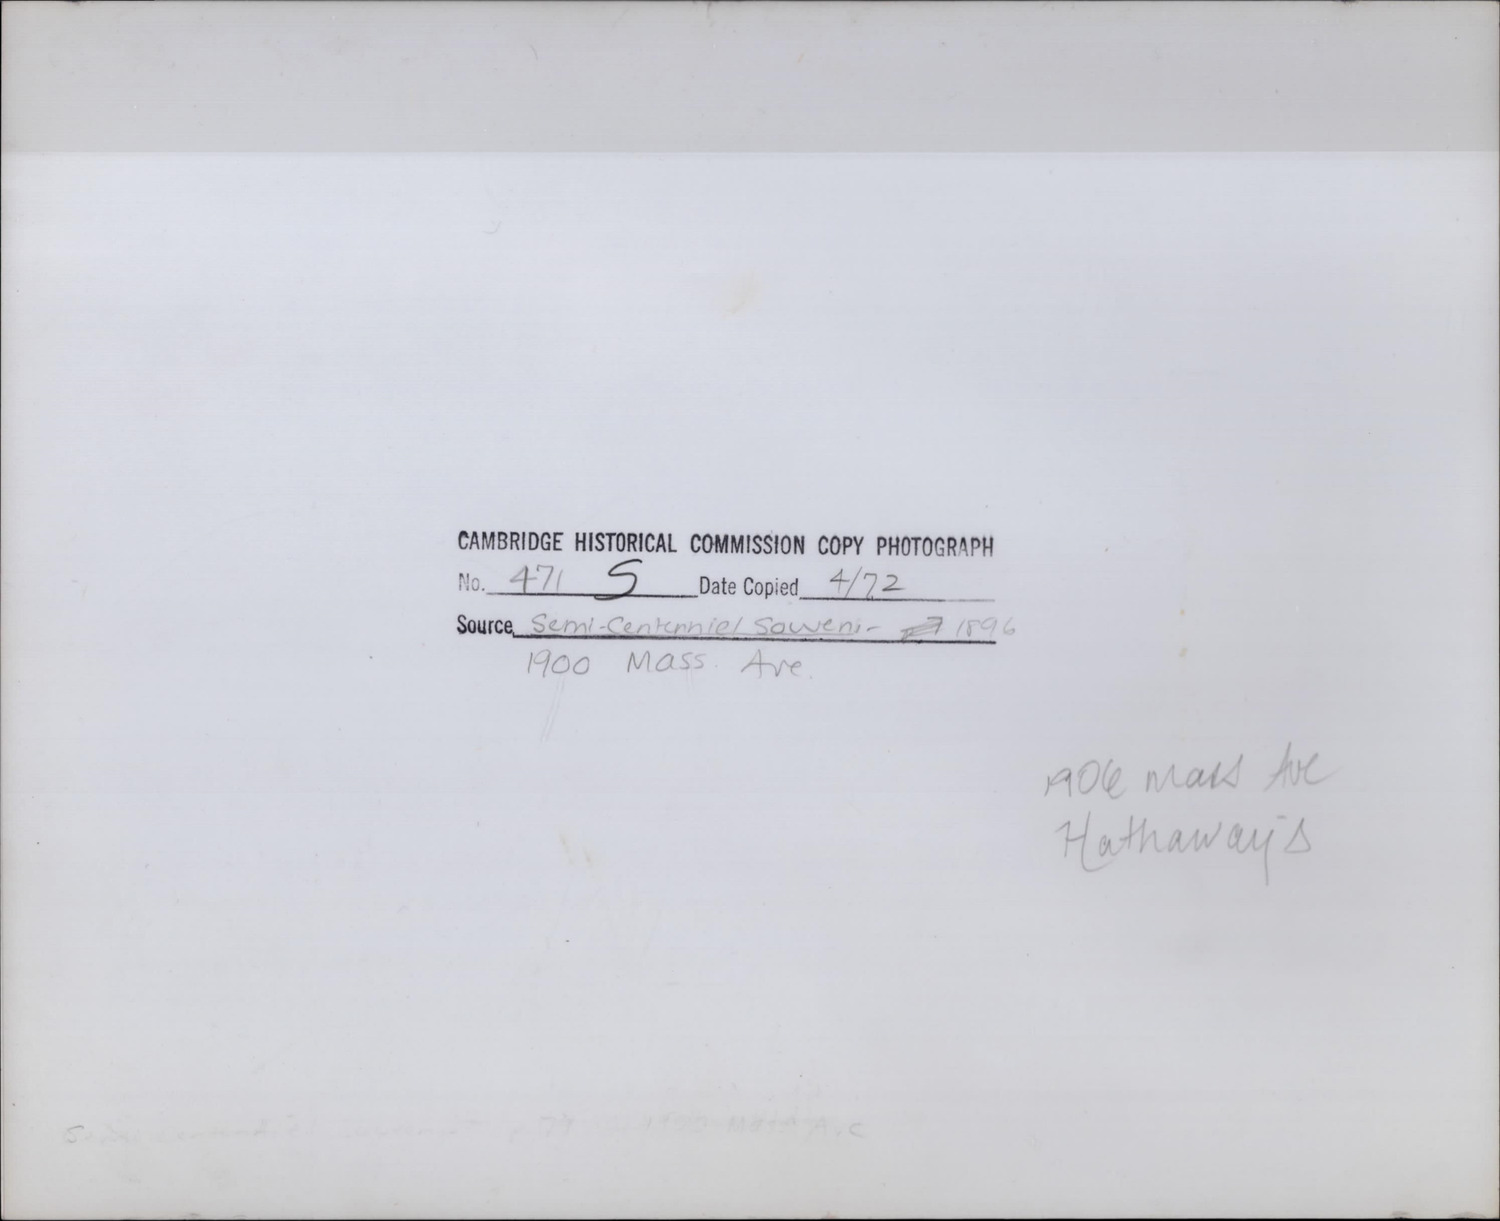 CAMBRIDGE HISTORICAL COMMISSION COPY PHOTOGRAPH
No. 471 S Date Copied 4/72
Source Semi-Centennial Souvenir 1896
1900 Mass. Ave.
1906 Mass Ave
Hathaway's